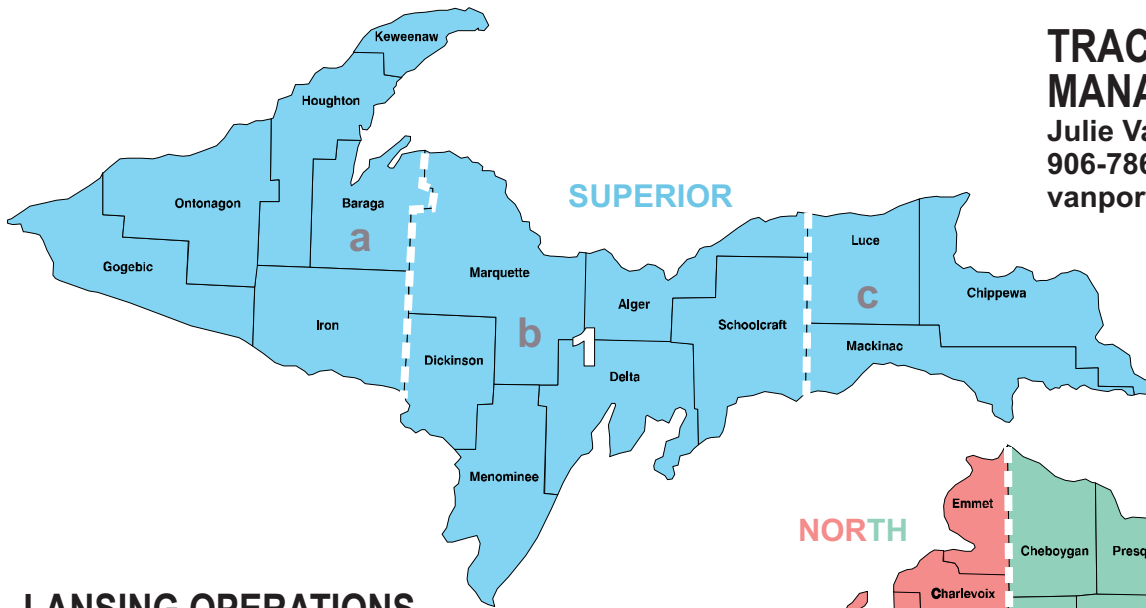 Keweenaw
TRAC
MANA
Houghton
Julie Va
906-786
vanpor
SUPERIOR
Ontonagon
Baraga
a
Luce
Gogebic
Marquette
c
Chippewa
Alger
Iron
Schoolcraft
b
1
Mackinac
Dickinson
Delta
Menominee
Emmet
NORTH
Cheboygan
Presq
Charlevoix
LANSING OPERATIONS